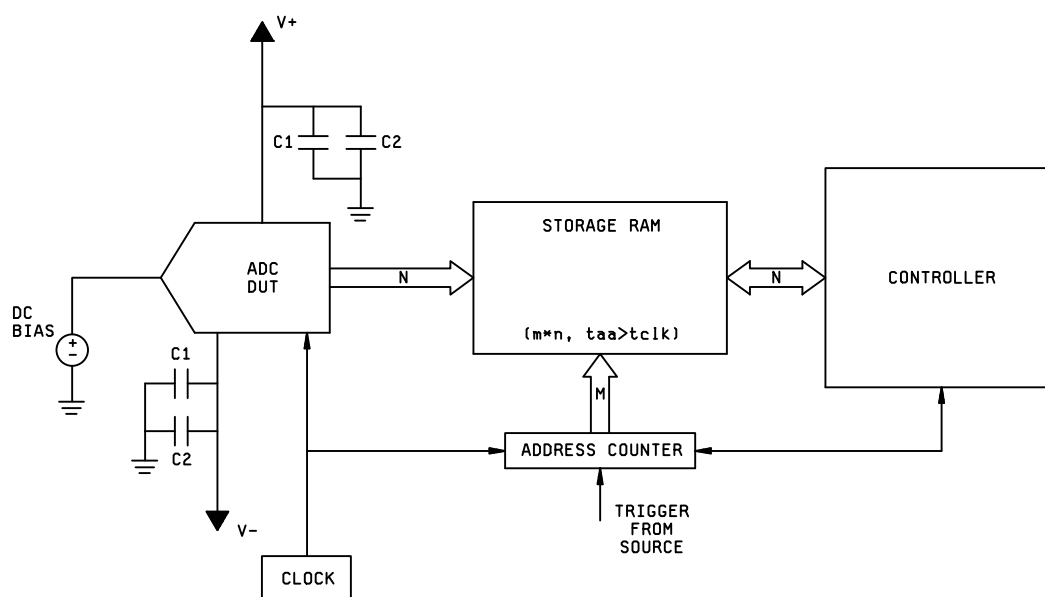 V+
C1
C2
STORAGE RAM
ADC
DUT
N
N
CONTROLLER
DC
BIAS
+
-
(m*n, taa>tclk)
C1
M
C2
ADDRESS COUNTER
TRIGGER
FROM
SOURCE
V-
CLOCK